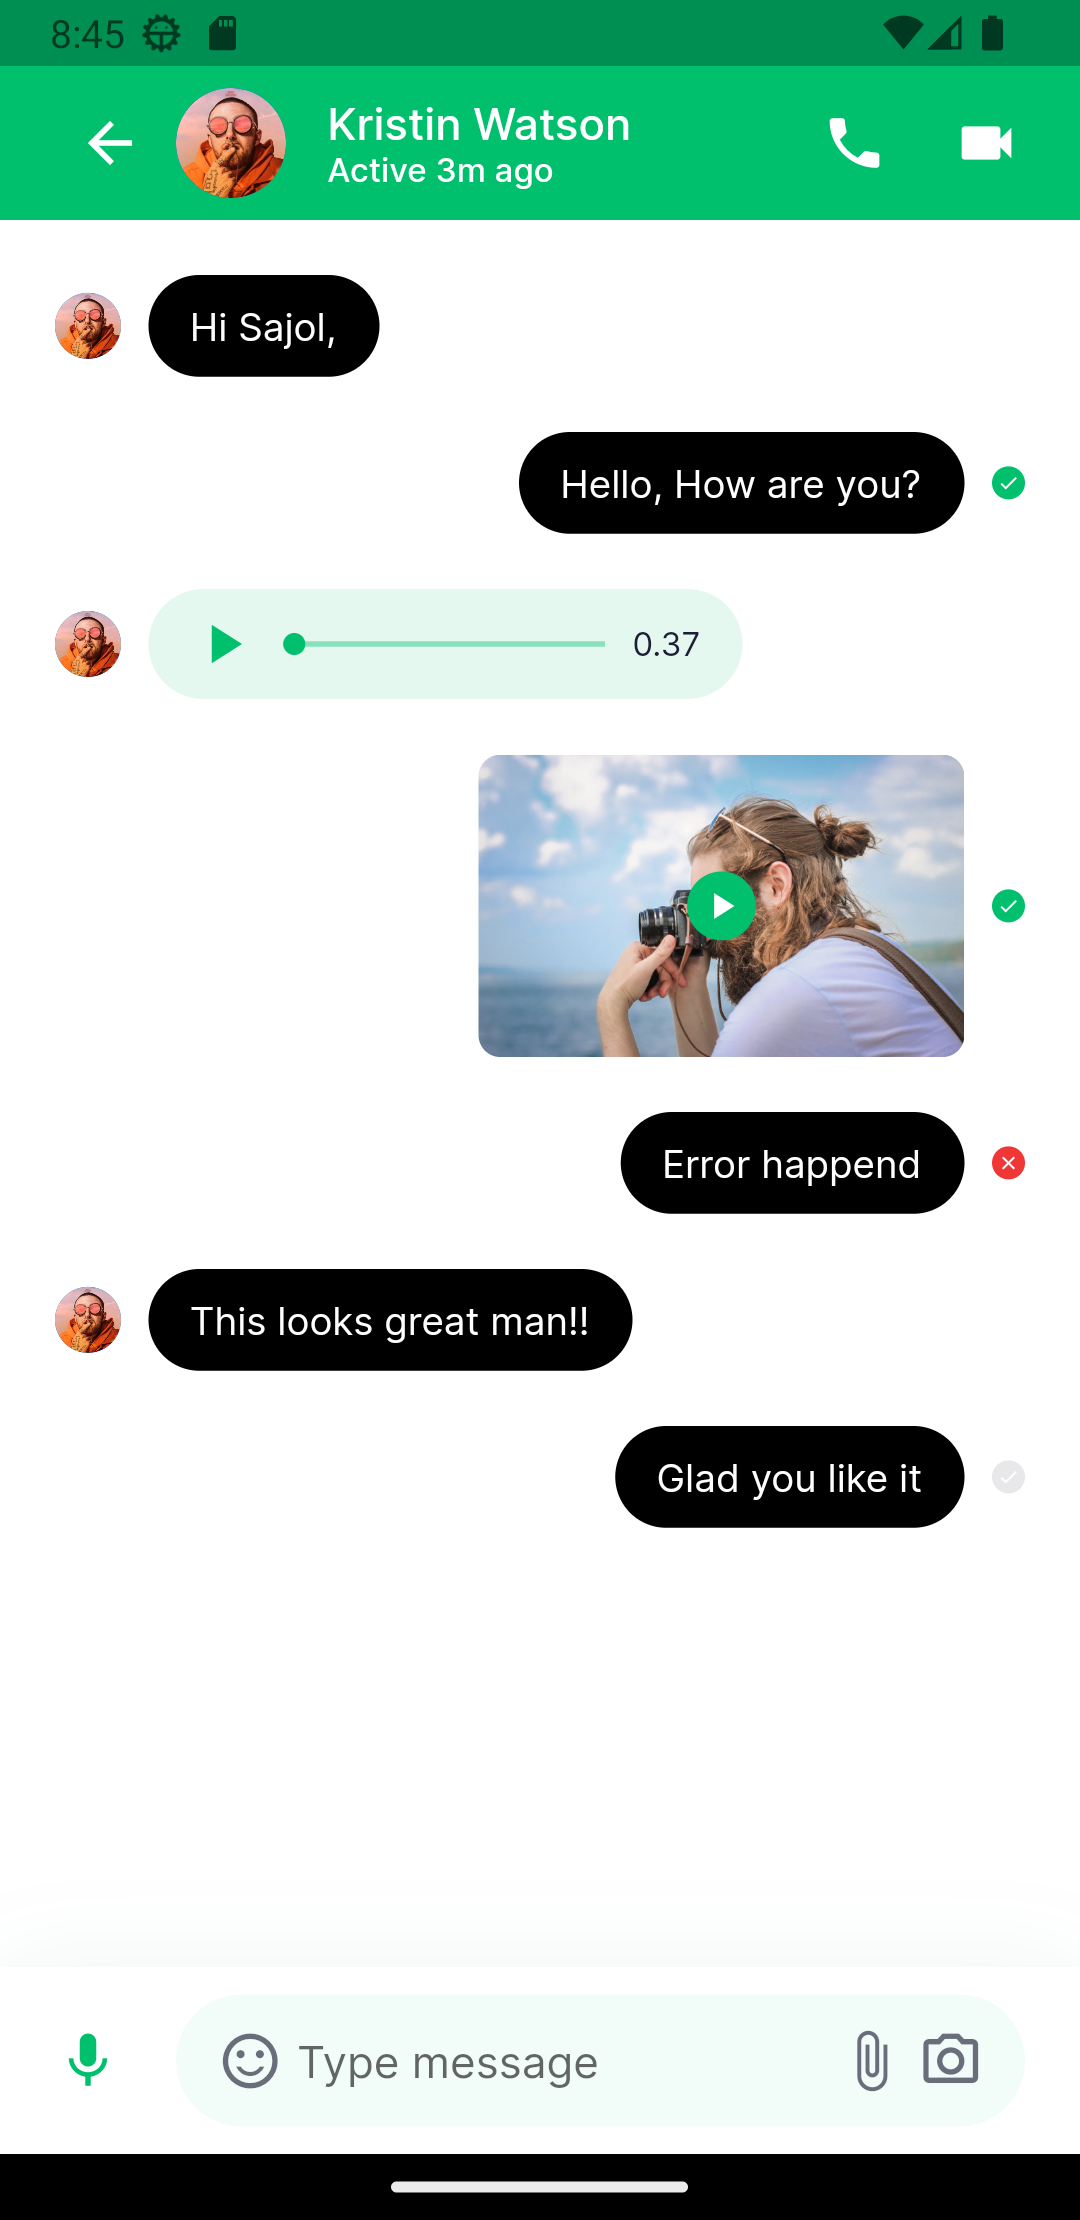 8:45
Kristin Watson
Active 3m ago
Hi Sajol,
Hello, How are you?
0.37
Error happend
This looks great man!!
Glad you like it
Type message